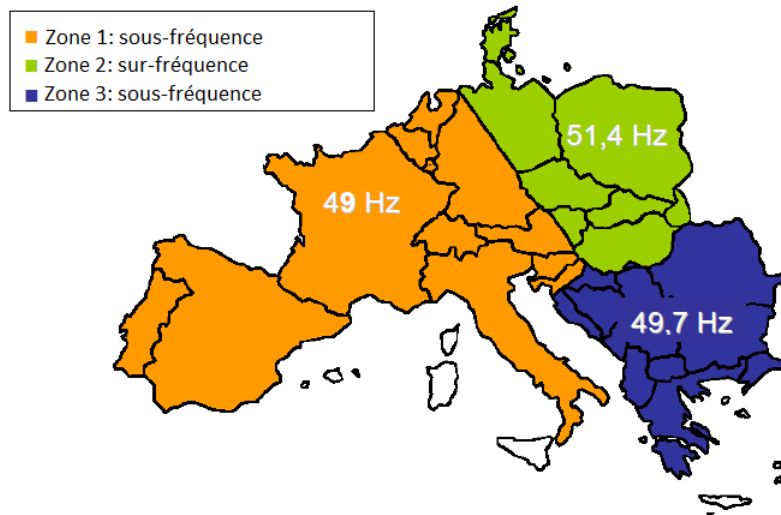 Zone 1: sous-fréquence
Zone 2: sur-fréquence
Zone 3: sous-fréquence
51,4 Hz
49 Hz
49,7 Hz